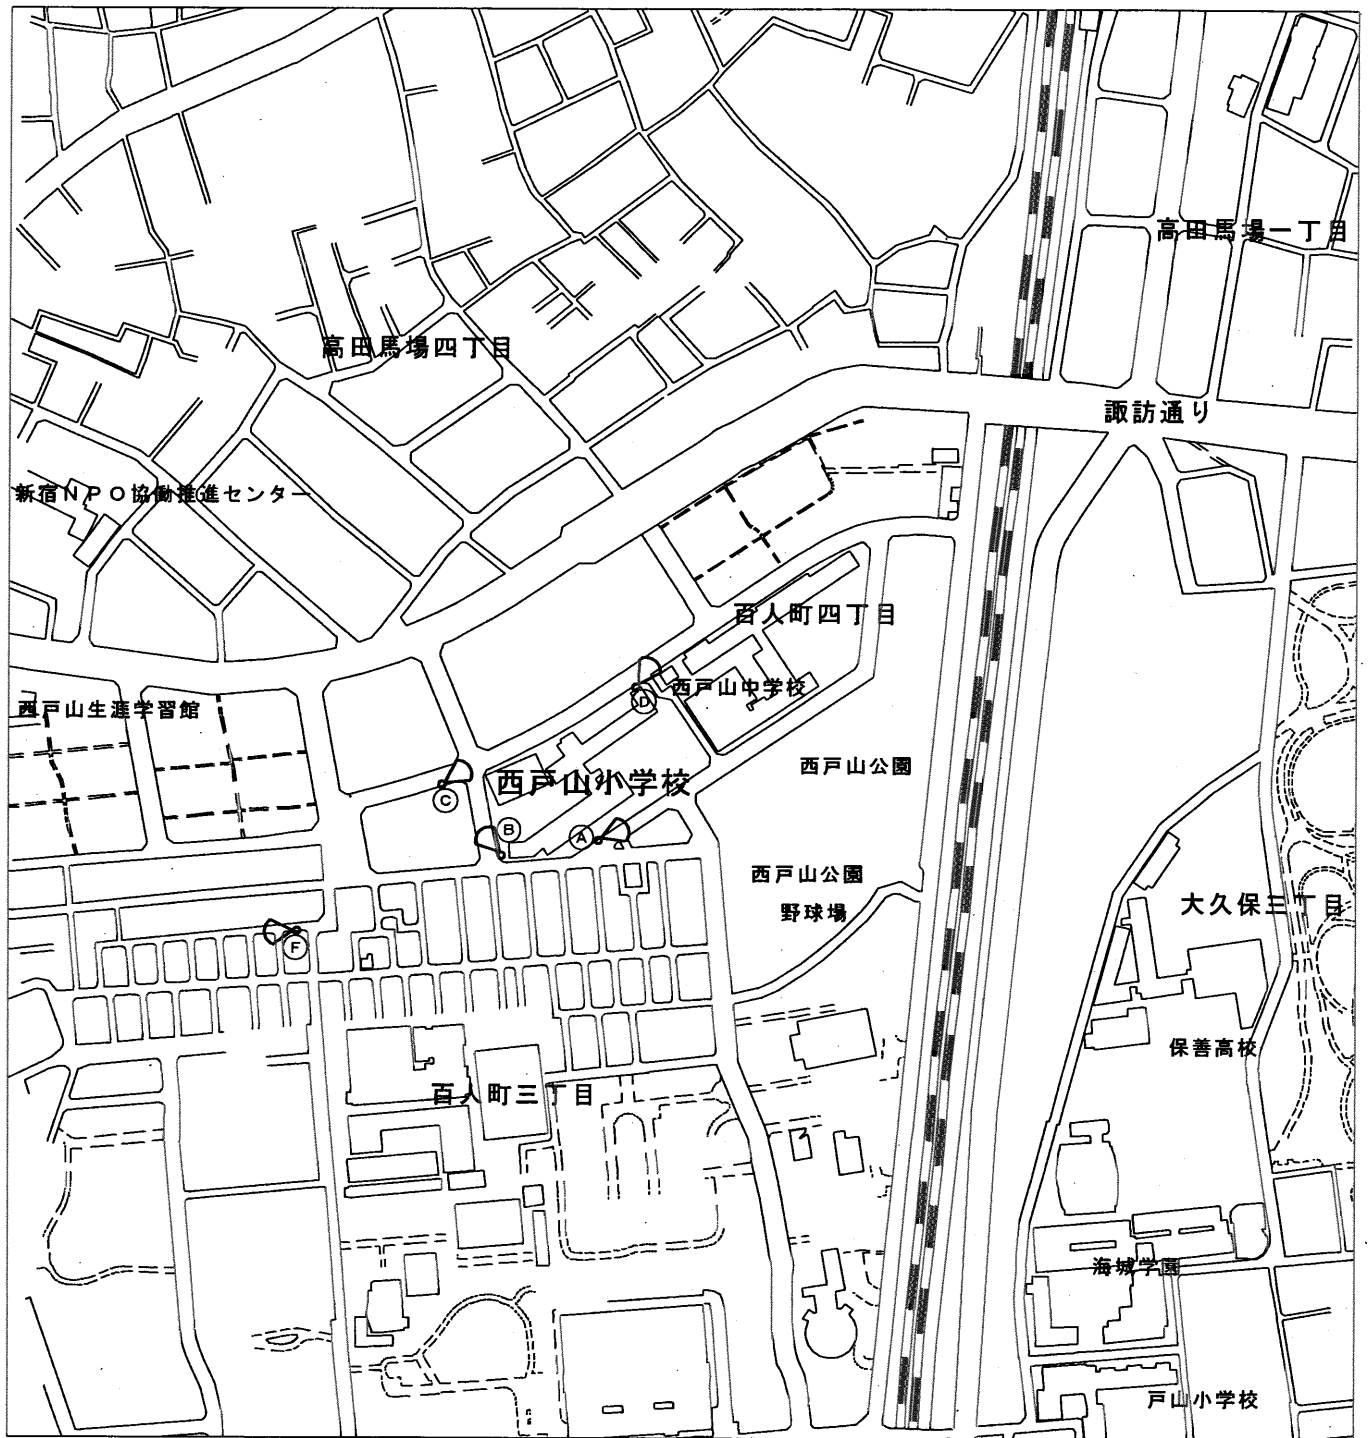 高田馬場一丁目
高田馬場四丁目
諏訪通り
新宿NPO協働推進センター
百人町四丁目
西戸山中学校
D
西戸山生涯学習館
西戸山公園
西戸山小学校
C
B
A
西戸山公園
野球場
大久保三丁目
F
保善高校
百人町三丁目
海城学園
戸山小学校